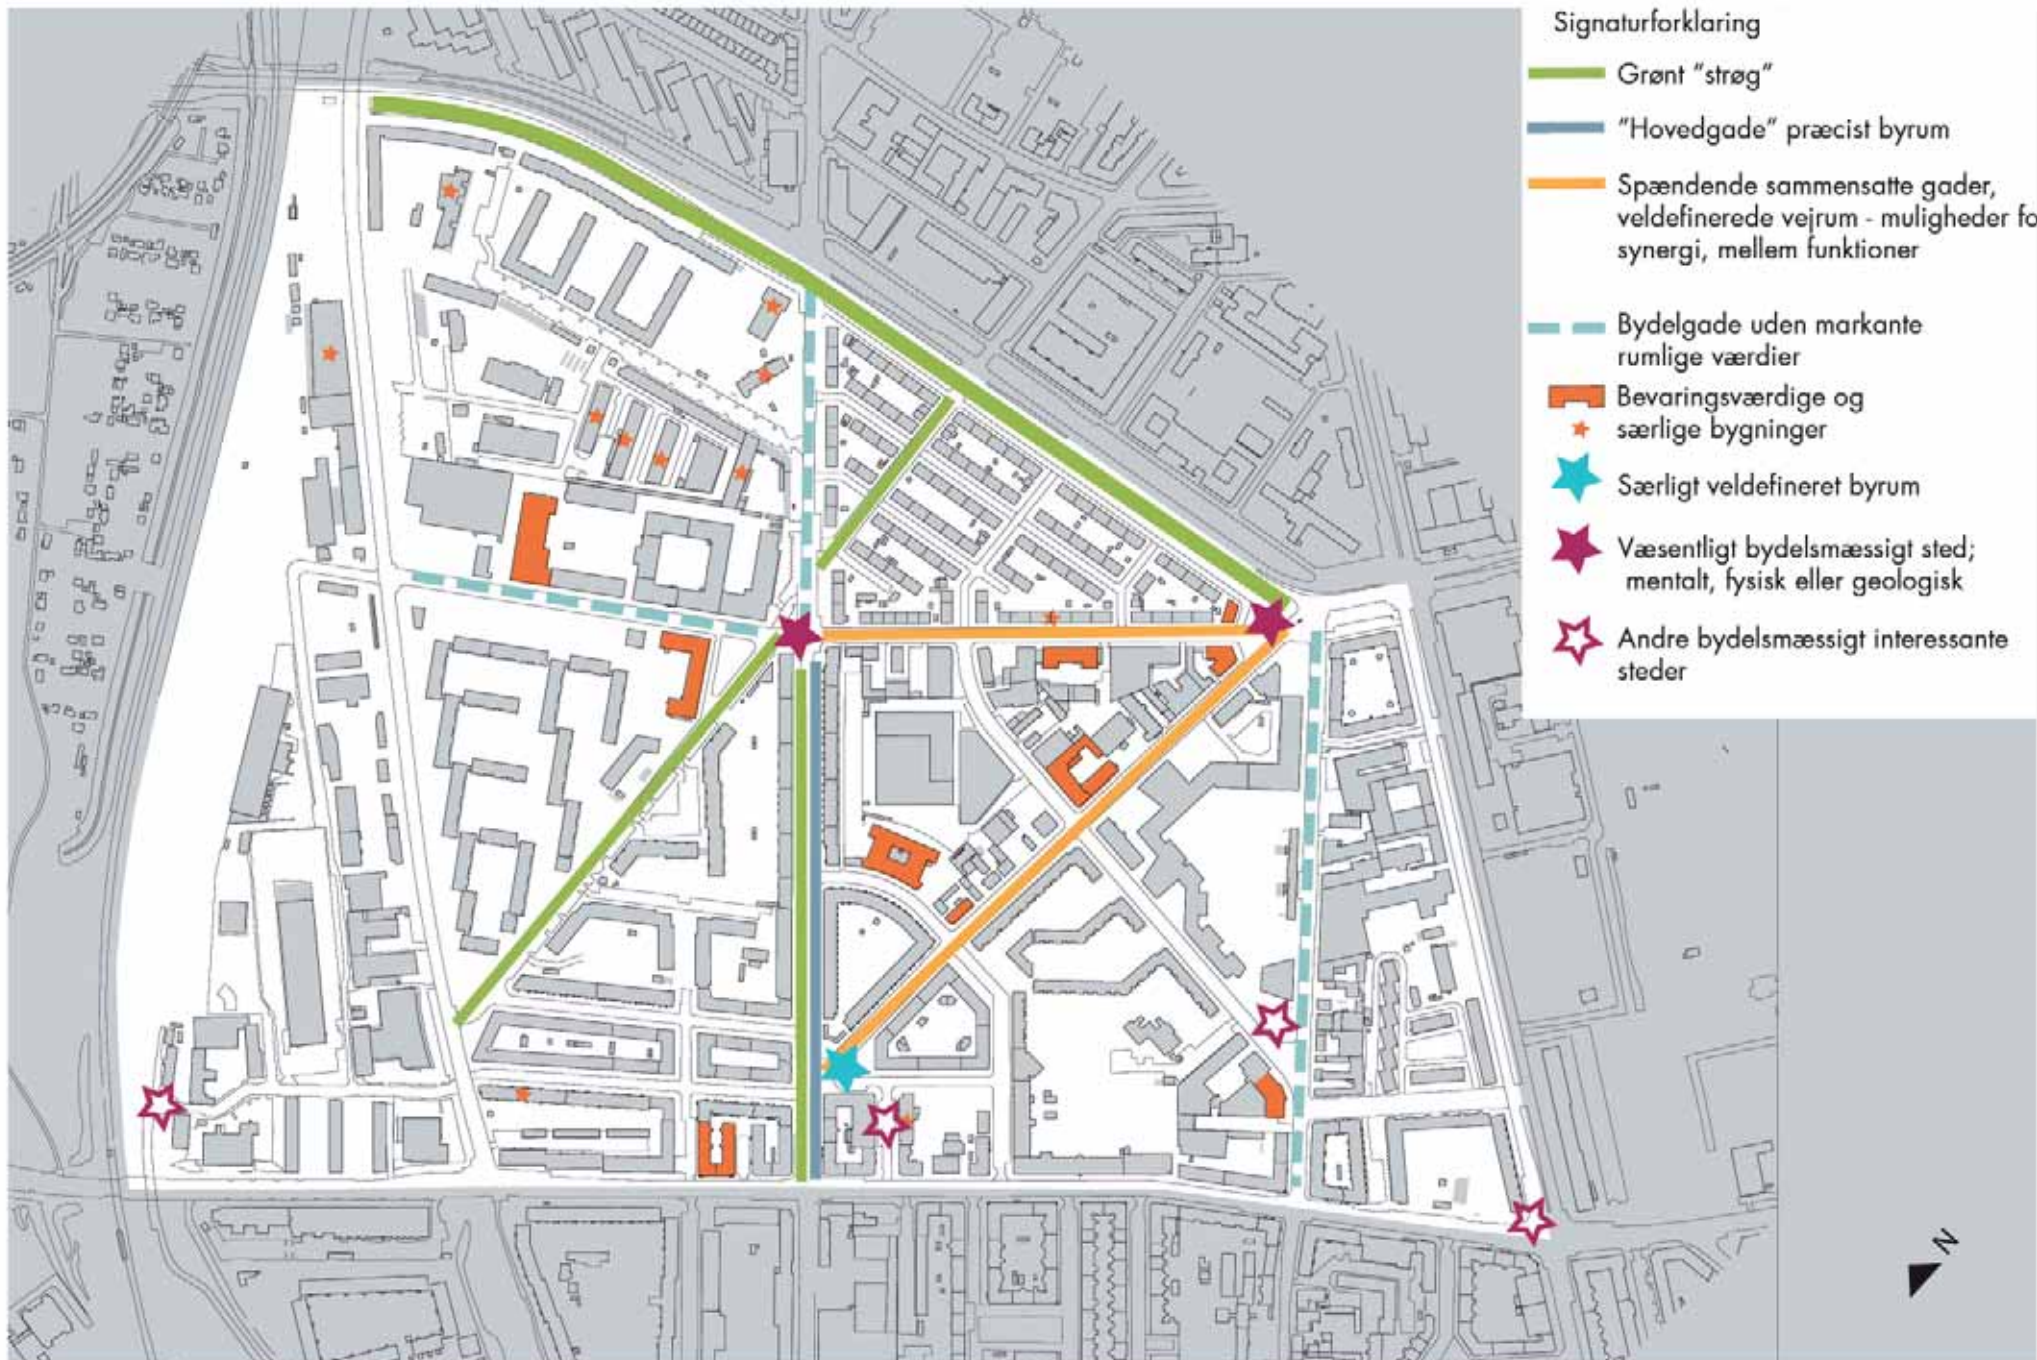 Signaturforklaring
Grønt "strøg"
"Hovedgade" præcist byrum
Spændende sammensatte gader,
veldefinerede vejrum - muligheder fo
synergi, mellem funktioner
Bydelgade uden markante
rumlige værdier
Bevaringsværdige og
særlige bygninger
Særligt veldefineret byrum
Væsentligt bydelsmæssigt sted;
mentalt, fysisk eller geologisk
Andre bydelsmæssigt interessante
steder
N